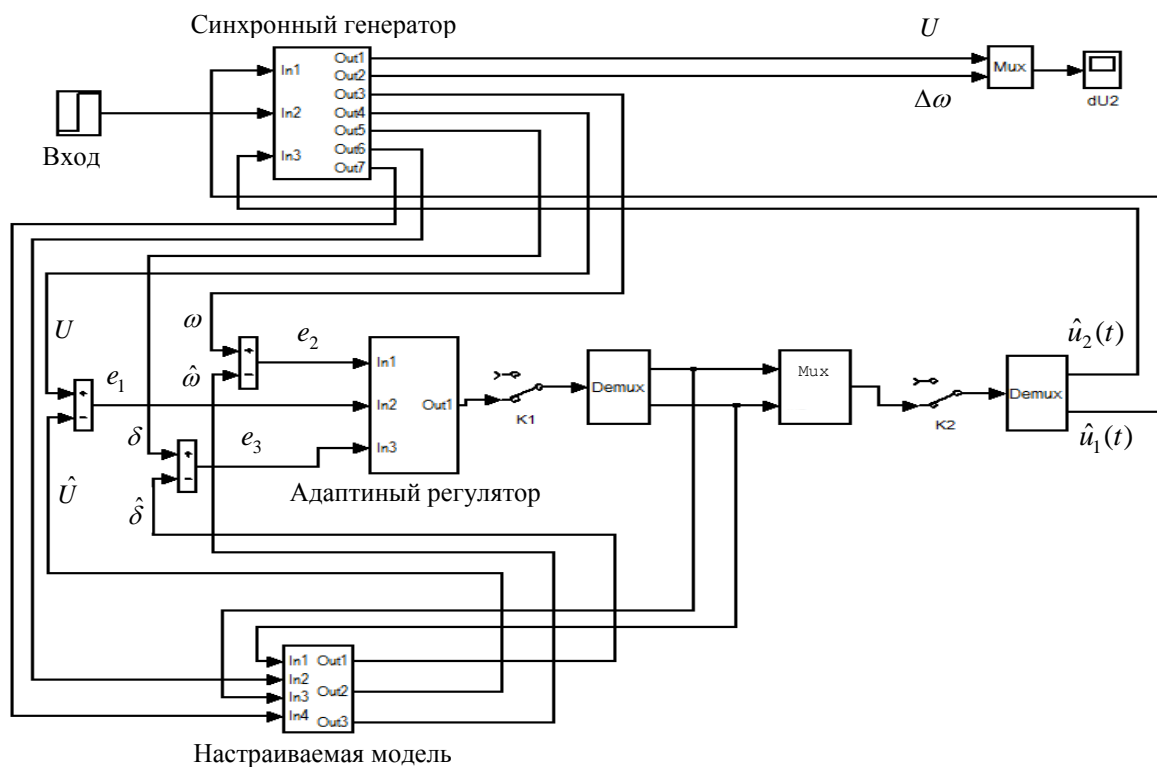 Синхронный генератор
In1
In2
In3
Out1
Out2
Out3
Out4
Out5
Out6
Out7
U
Δω
Mux
dU2
Вход
U
e₁
Û
ω
ω̂
e₂
δ
δ̂
e₃
In1
In2
In3
Out1
Адаптиный регулятор
K1
Demux
Mux
K2
Demux
û₂(t)
û₁(t)
In1
In2
In3
In4
Out1
Out2
Out3
Настраиваемая модель